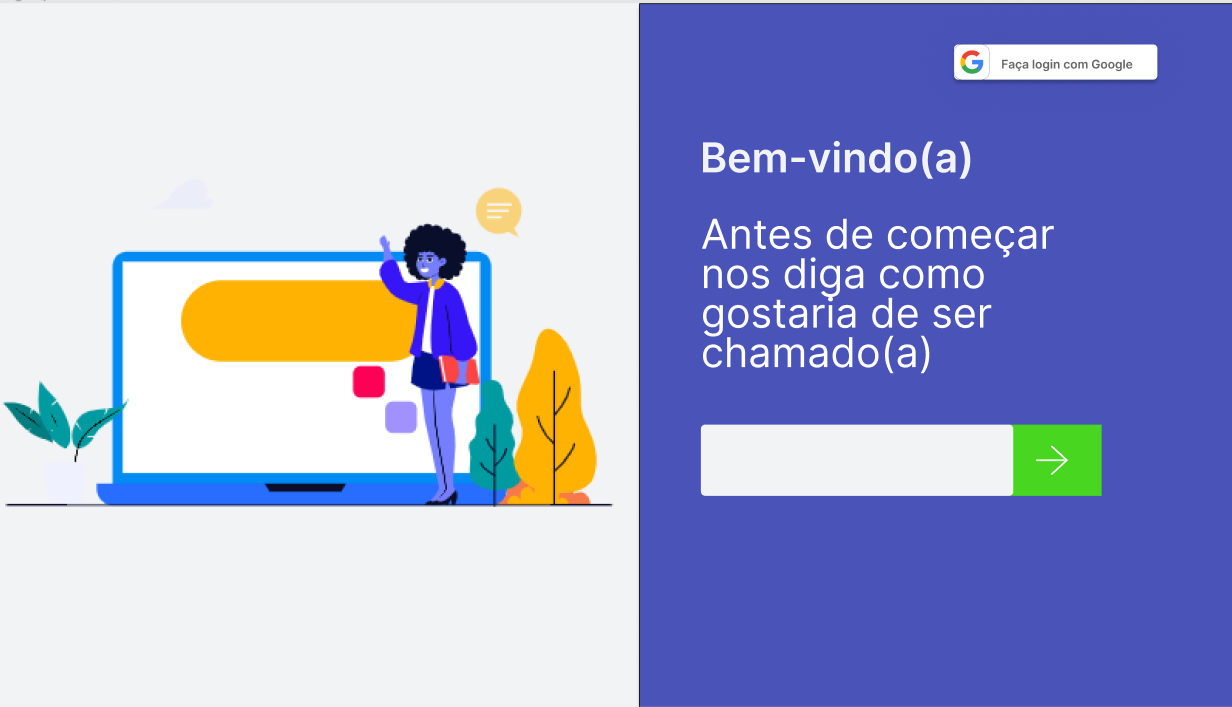 Faça login com Google
Bem-vindo(a)
Antes de começar
nos diga como
gostaria de ser
chamado(a)